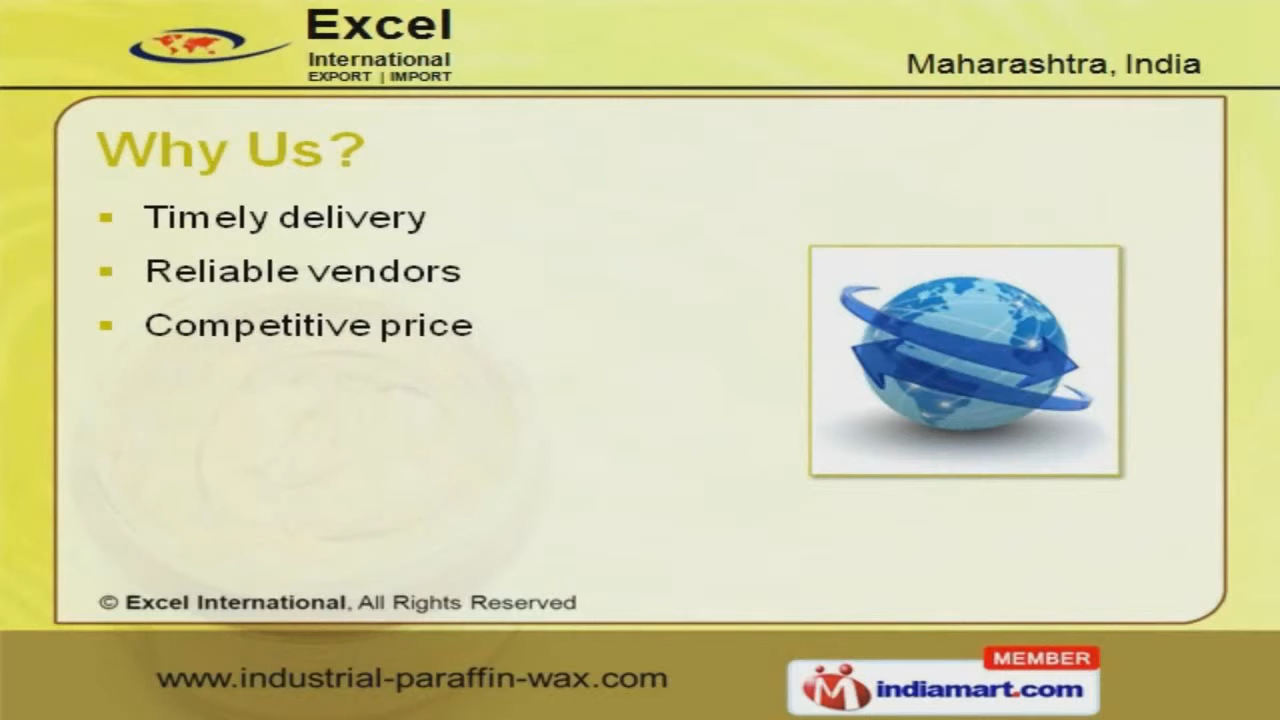 Excel
International
EXPORT | IMPORT
Maharashtra, India
Why Us?
Timely delivery
Reliable vendors
Competitive price
© Excel International, All Rights Reserved
www.industrial-paraffin-wax.com
MEMBER
indiamart.com